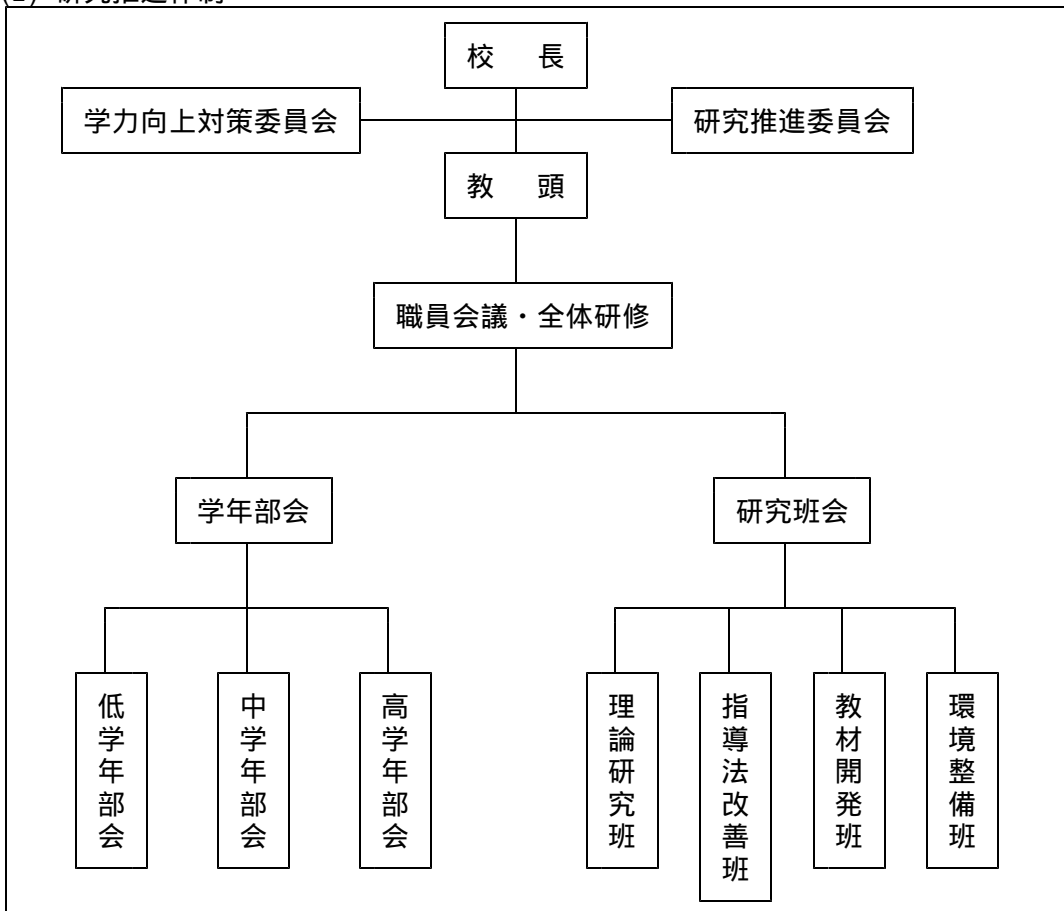 校　長
学力向上対策委員会
研究推進委員会
教　頭
職員会議・全体研修
学年部会
研究班会
低学年部会
中学年部会
高学年部会
理論研究班
指導法改善班
教材開発班
環境整備班